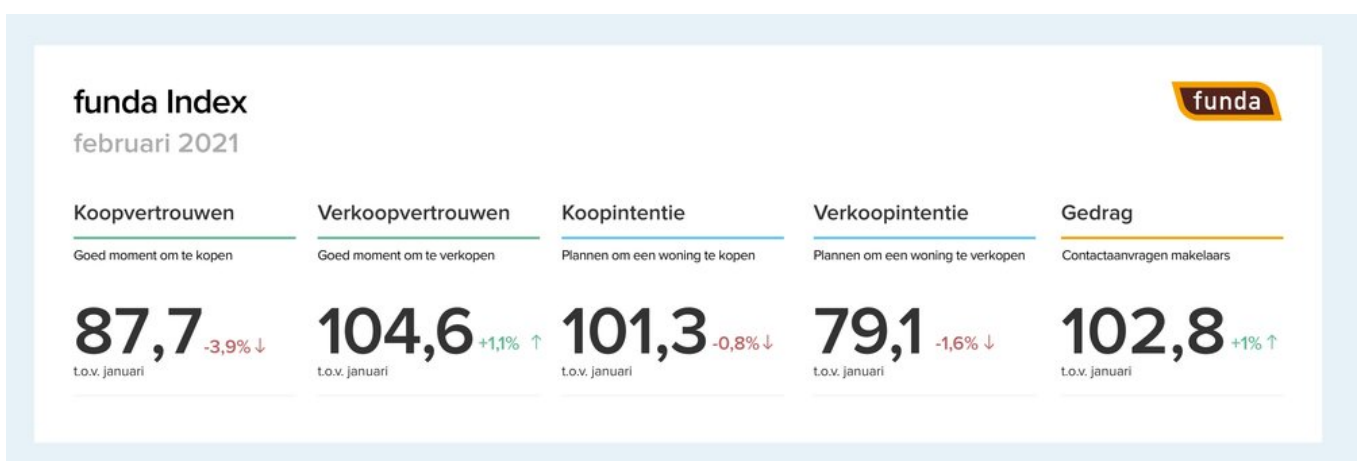 funda Index
funda
februari 2021
Koopvertrouwen
Goed moment om te kopen
87,7 -3,9% ↓
t.o.v. januari
Verkoopvertrouwen
Goed moment om te verkopen
104,6 +1,1% ↑
t.o.v. januari
Koopintentie
Plannen om een woning te kopen
101,3 -0,8% ↓
t.o.v. januari
Verkoopintentie
Plannen om een woning te verkopen
79,1 -1,6% ↓
t.o.v. januari
Gedrag
Contactaanvragen makelaars
102,8 +1% ↑
t.o.v. januari